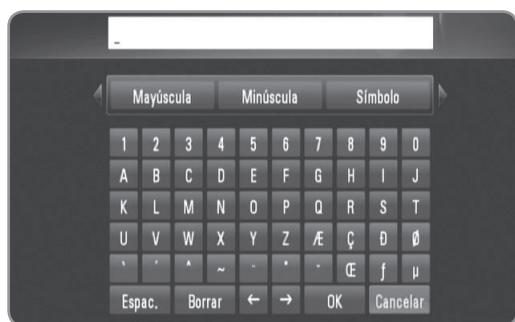 _
Mayúscula Minúscula Símbolo
1 2 3 4 5 6 7 8 9 0
A B C D E F G H I J
K L M N O P Q R S T
U V W X Y Z Æ Ç Ð Ø
` ´ ^ ~ ¨ ˚ ˇ Œ ƒ µ
Espac. Borrar ← → OK Cancelar